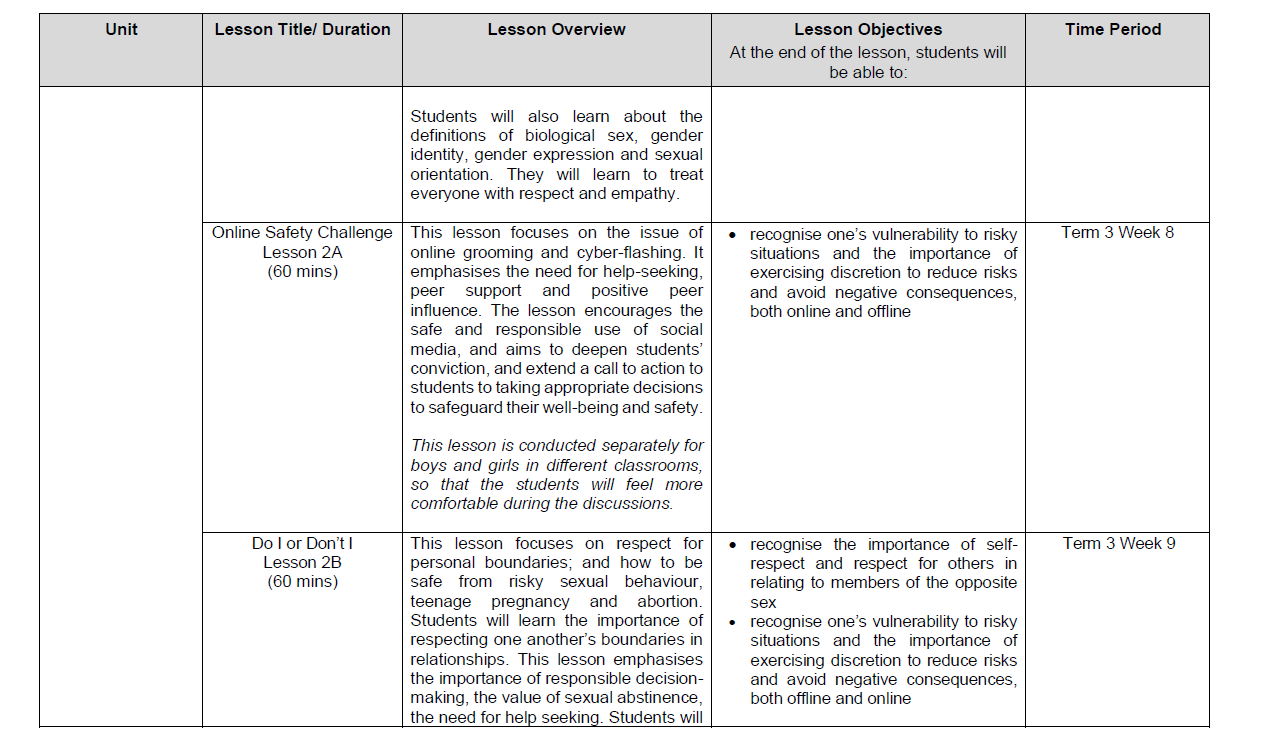 Unit
Lesson Title/ Duration
Lesson Overview
Lesson Objectives
At the end of the lesson, students will
be able to:
Time Period
Students will also learn about the
definitions of biological sex, gender
identity, gender expression and sexual
orientation. They will learn to treat
everyone with respect and empathy.
Online Safety Challenge
Lesson 2A
(60 mins)
This lesson focuses on the issue of
online grooming and cyber-flashing. It
emphasises the need for help-seeking,
peer support and positive peer
influence. The lesson encourages the
safe and responsible use of social
media, and aims to deepen students’
conviction, and extend a call to action to
students to taking appropriate decisions
to safeguard their well-being and safety.
This lesson is conducted separately for
boys and girls in different classrooms,
so that the students will feel more
comfortable during the discussions.
• recognise one’s vulnerability to risky
situations and the importance of
exercising discretion to reduce risks
and avoid negative consequences,
both online and offline
Term 3 Week 8
Do I or Don’t I
Lesson 2B
(60 mins)
This lesson focuses on respect for
personal boundaries; and how to be
safe from risky sexual behaviour,
teenage pregnancy and abortion.
Students will learn the importance of
respecting one another’s boundaries in
relationships. This lesson emphasises
the importance of responsible decision-
making, the value of sexual abstinence,
the need for help seeking. Students will
• recognise the importance of self-
respect and respect for others in
relating to members of the opposite
sex
• recognise one’s vulnerability to risky
situations and the importance of
exercising discretion to reduce risks
and avoid negative consequences,
both offline and online
Term 3 Week 9